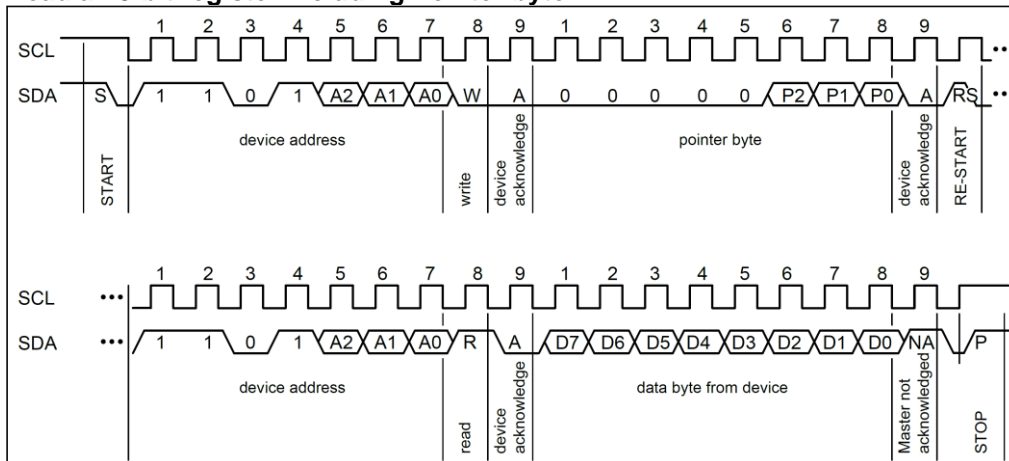 1 2 3 4 5 6 7 8 9 1 2 3 4 5 6 7 8 9
SCL ••
SDA S 1 1 0 1 A2 A1 A0 W A 0 0 0 0 0 P2 P1 P0 A RS ••
device address
pointer byte
START
write
device
acknowledge
device
acknowledge
RE-START
1 2 3 4 5 6 7 8 9 1 2 3 4 5 6 7 8 9
SCL •••
SDA ••• 1 1 0 1 A2 A1 A0 R A D7 D6 D5 D4 D3 D2 D1 D0 NA P
device address
data byte from device
read
device
acknowledge
Master not
acknowledged
STOP